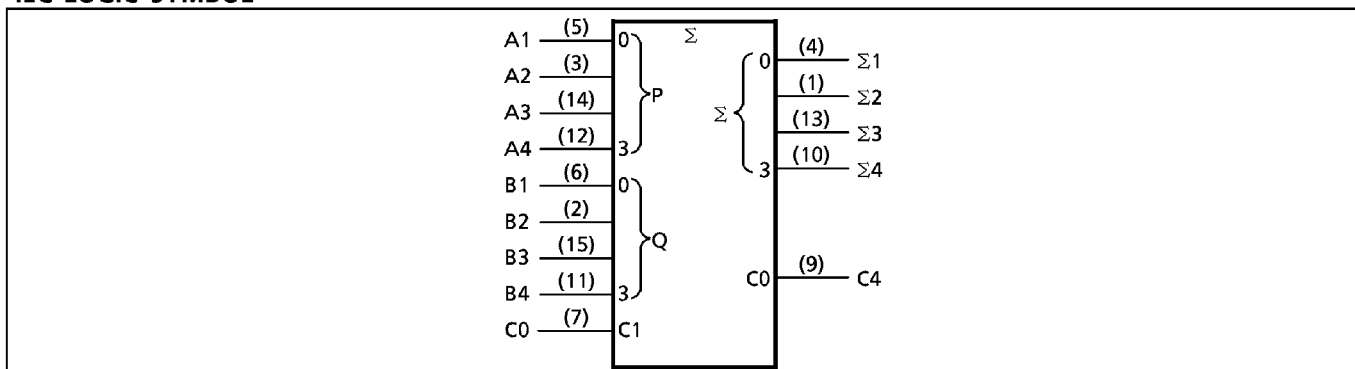 IEC LOGIC SYMBOL
Σ
A1 (5) 0
A2 (3)
A3 (14)
A4 (12) 3
P
B1 (6) 0
B2 (2)
B3 (15)
B4 (11) 3
Q
C0 (7) C1
Σ
0 (4) Σ1
(1) Σ2
(13) Σ3
3 (10) Σ4
C0 (9) C4